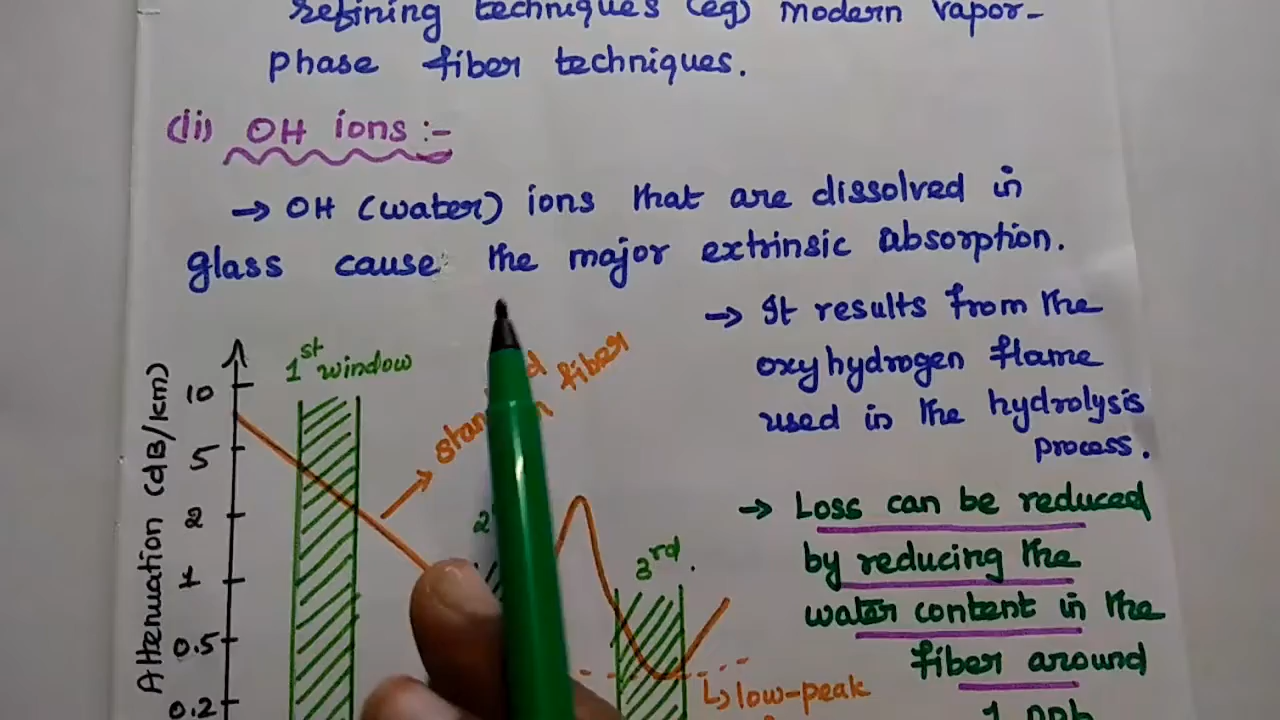 refining techniques (eg) modern vapor-
phase fiber techniques.
(ii) OH ions :-
→ OH (water) ions that are dissolved in
glass cause the major extrinsic absorption.
→ It results from the
oxyhydrogen flame
used in the hydrolysis
process.
→ Loss can be reduced
by reducing the
water content in the
fiber around
1 ppb
Attenuation (dB/km)
10
5
2
1
0.5
0.2
1st window
fiber
3rd.
low-peak